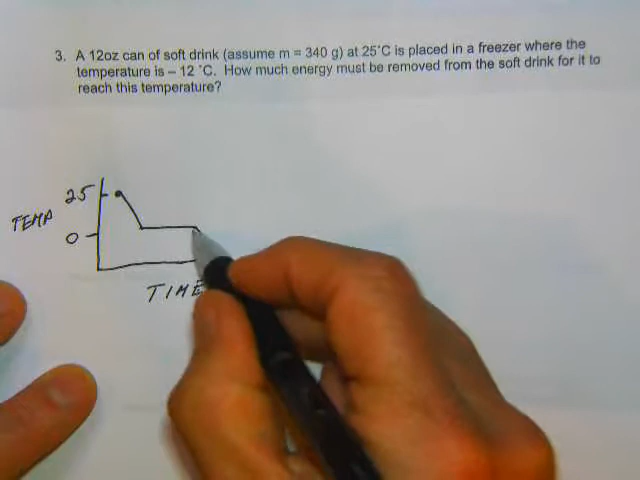 3. A 12oz can of soft drink (assume m = 340 g) at 25˚C is placed in a freezer where the
temperature is – 12 ˚C. How much energy must be removed from the soft drink for it to
reach this temperature?
25
TEMP
0
TIME